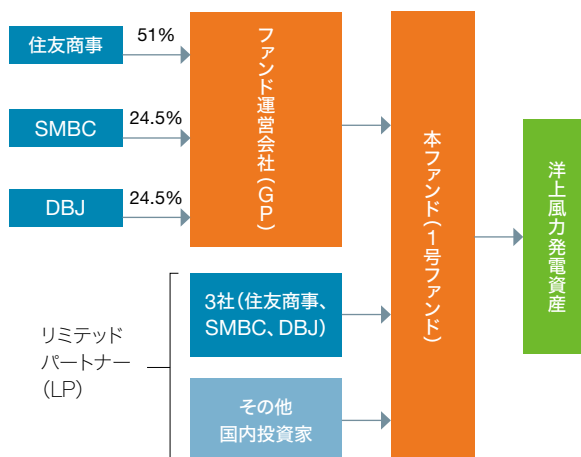 住友商事
51%
SMBC
24.5%
DBJ
24.5%
ファンド運営会社（GP）
リミテッド
パートナー
（LP）
3社（住友商事、
SMBC、DBJ）
その他
国内投資家
本ファンド（1号ファンド）
洋上風力発電資産